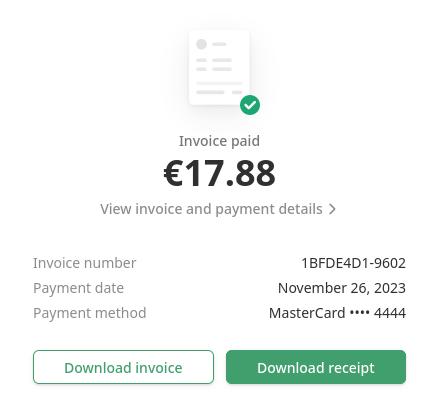 Invoice paid
€17.88
View invoice and payment details
Invoice number 1BFDE4D1-9602
Payment date November 26, 2023
Payment method MasterCard •••• 4444
Download invoice Download receipt